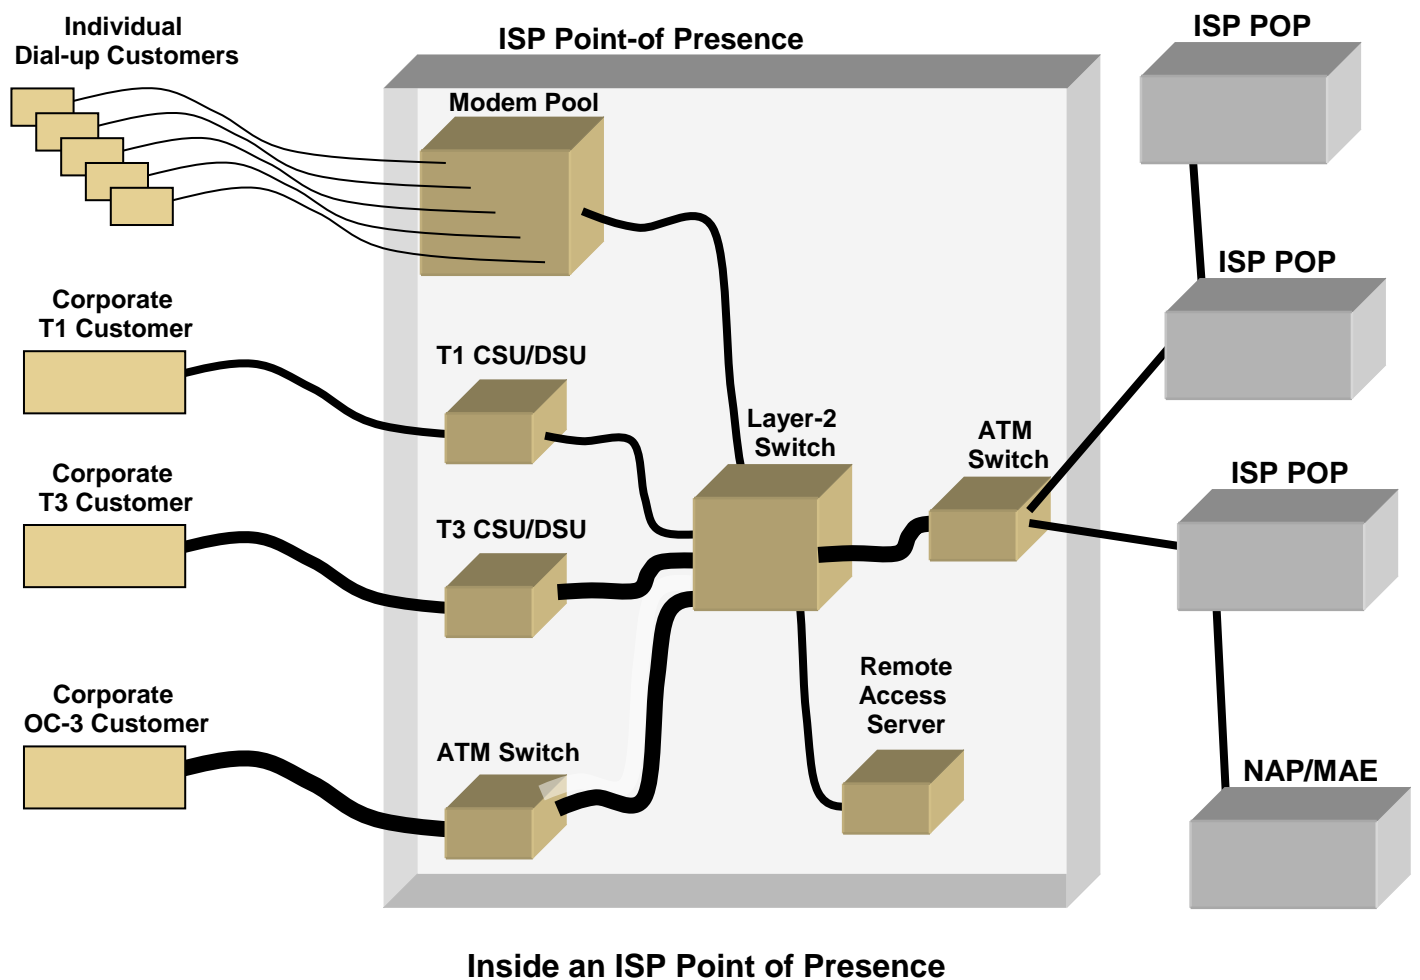 Individual
Dial-up Customers
ISP Point-of Presence
ISP POP
Modem Pool
ISP POP
Corporate
T1 Customer
T1 CSU/DSU
Layer-2
Switch
ATM
Switch
Corporate
T3 Customer
ISP POP
T3 CSU/DSU
Remote
Access
Server
Corporate
OC-3 Customer
ATM Switch
NAP/MAE
Inside an ISP Point of Presence